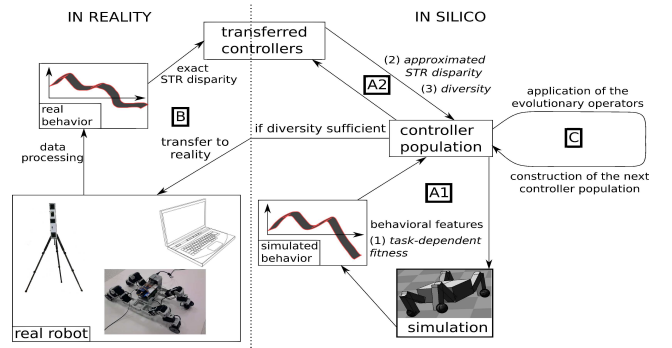 IN REALITY
IN SILICO
transferred
controllers
exact
STR disparity
(2) approximated
STR disparity
(3) diversity
A2
application of the
evolutionary operators
real
behavior
B
if diversity sufficient
controller
population
C
data
processing
transfer to
reality
construction of the next
controller population
A1
behavioral features
(1) task-dependent
fitness
simulated
behavior
real robot
simulation